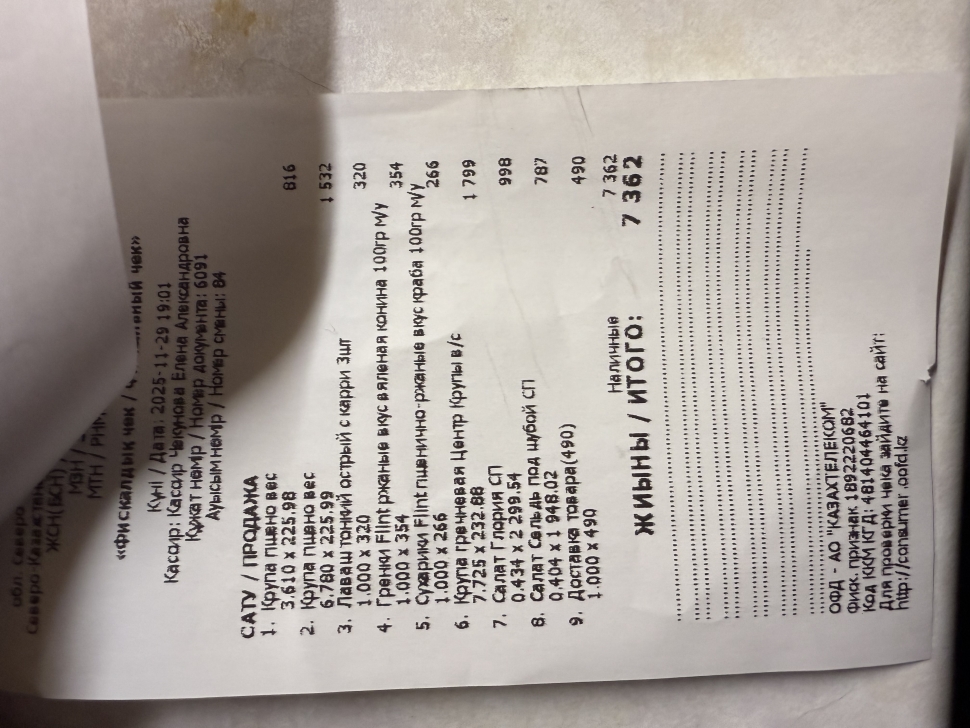 обл. Северо
Северо-Казахстан
ЖСН(БСН)
МЗН /
МТН / РНМ
«Фискалдық чек / чный чек»
Күні / Дата: 2025-11-29 19:01
Кассир: Кассир Чекунова Елена Александровна
Құжат немір / Номер документа: 6091
Ауысым немір / Номер смены: 84
САТУ / ПРОДАЖА
1. Крупа пшено вес
3.610 x 225.98 816
2. Крупа пшено вес
6.780 x 225.99 1 532
3. Лаваш тонкий острый с карри 3шт
1.000 x 320 320
4. Гренки Flint ржаные вкус вяленая конина 100гр м/у
1.000 x 354 354
5. Сухарики Flint пшенично-ржаные вкус краба 100гр м/у
1.000 x 266 266
6. Крупа гречневая Центр Крупы в/с
7.725 x 232.88 1 799
7. Салат Глория СП
0.434 x 2 299.54 998
8. Салат Сельдь под шубой СП
0.404 x 1 948.02 787
9. Доставка товара(490)
1.000 x 490 490
Наличные 7 362
ЖИЫНЫ / ИТОГО: 7 362
ОФД - АО "КАЗАХТЕЛЕКОМ"
Фиск. признак 1892220682
Код ККМ КГД: 481404464101
Для проверки чека зайдите на сайт:
http://consumer.oofd.kz